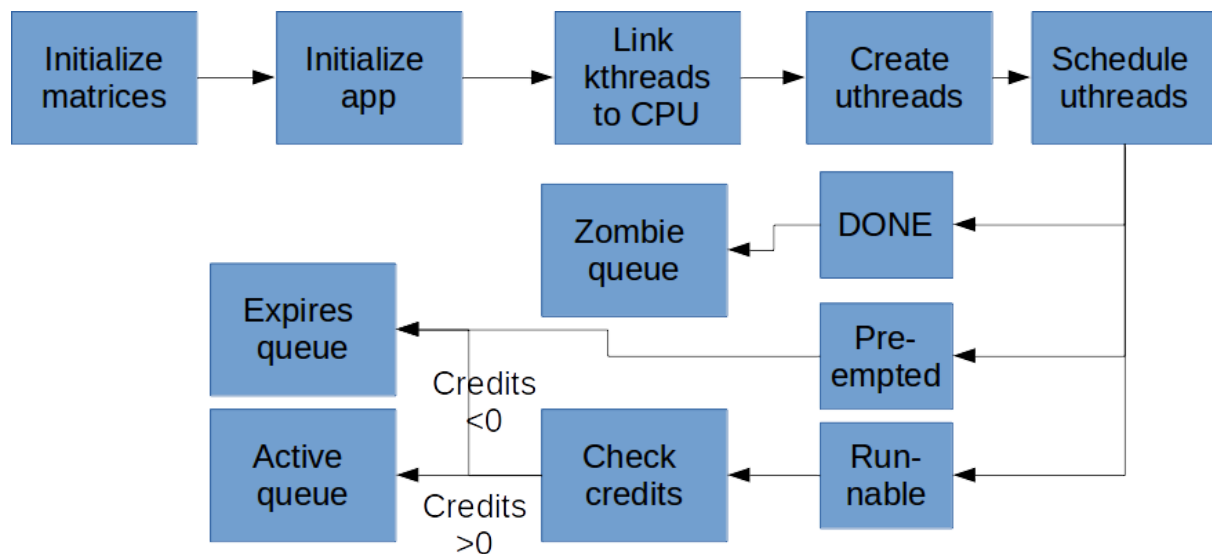 Initialize
matrices
Initialize
app
Link
kthreads
to CPU
Create
uthreads
Schedule
uthreads
Zombie
queue
DONE
Expires
queue
Pre-
empted
Credits
<0
Active
queue
Check
credits
Run-
nable
Credits
>0